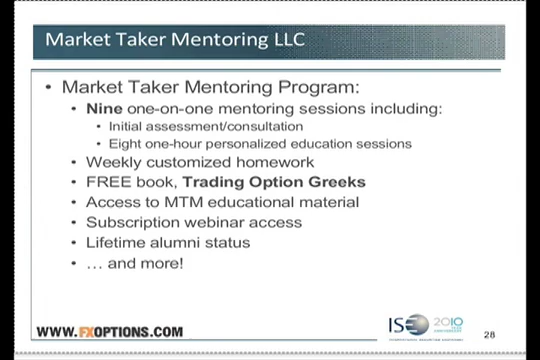 Market Taker Mentoring LLC
• Market Taker Mentoring Program:
• Nine one-on-one mentoring sessions including:
• Initial assessment/consultation
• Eight one-hour personalized education sessions
• Weekly customized homework
• FREE book, Trading Option Greeks
• Access to MTM educational material
• Subscription webinar access
• Lifetime alumni status
• … and more!
WWW.FXOPTIONS.COM
ISE 2010
28